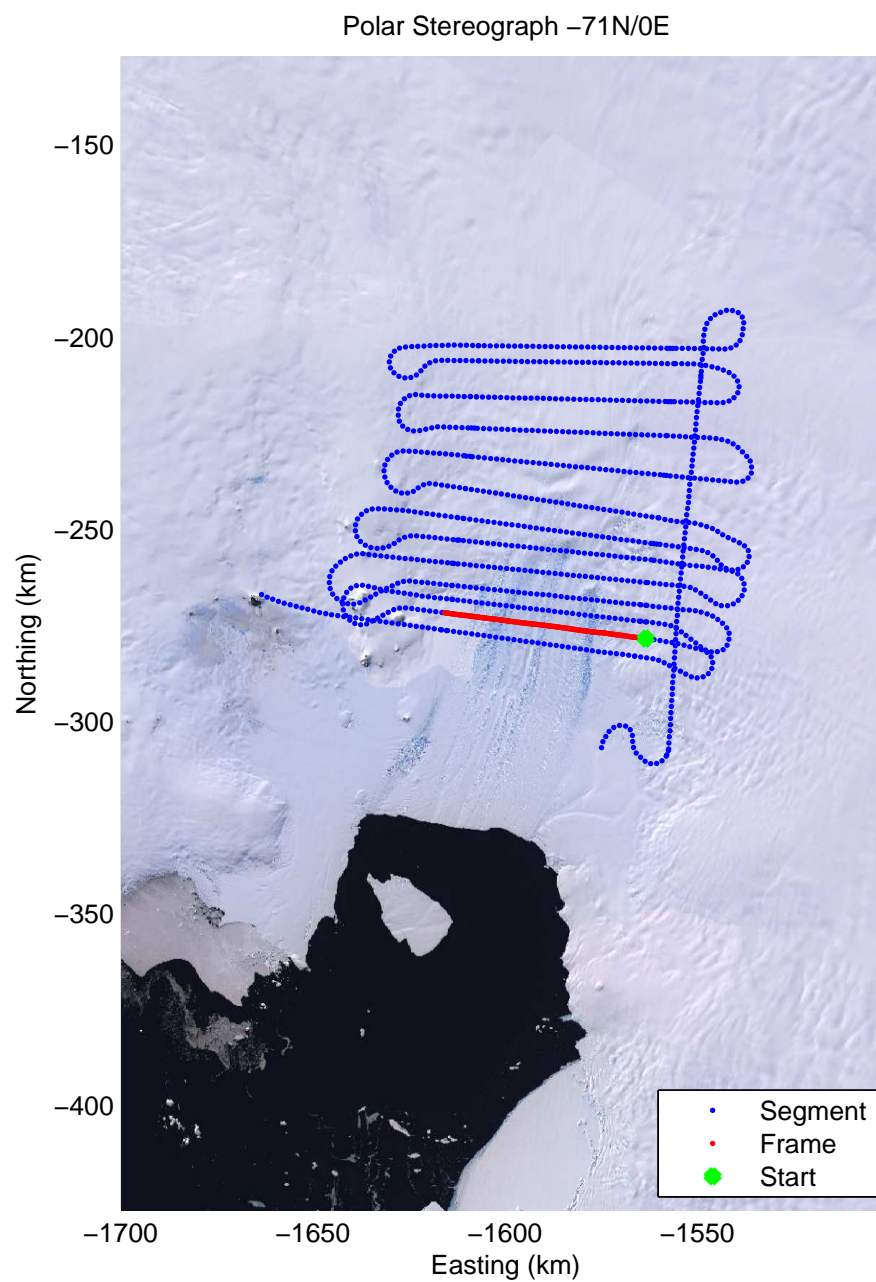 Polar Stereograph −71N/0E
−150
−200
−250
−300
−350
−400
Northing (km)
−1700
−1650
−1600
−1550
Easting (km)
Segment
Frame
Start